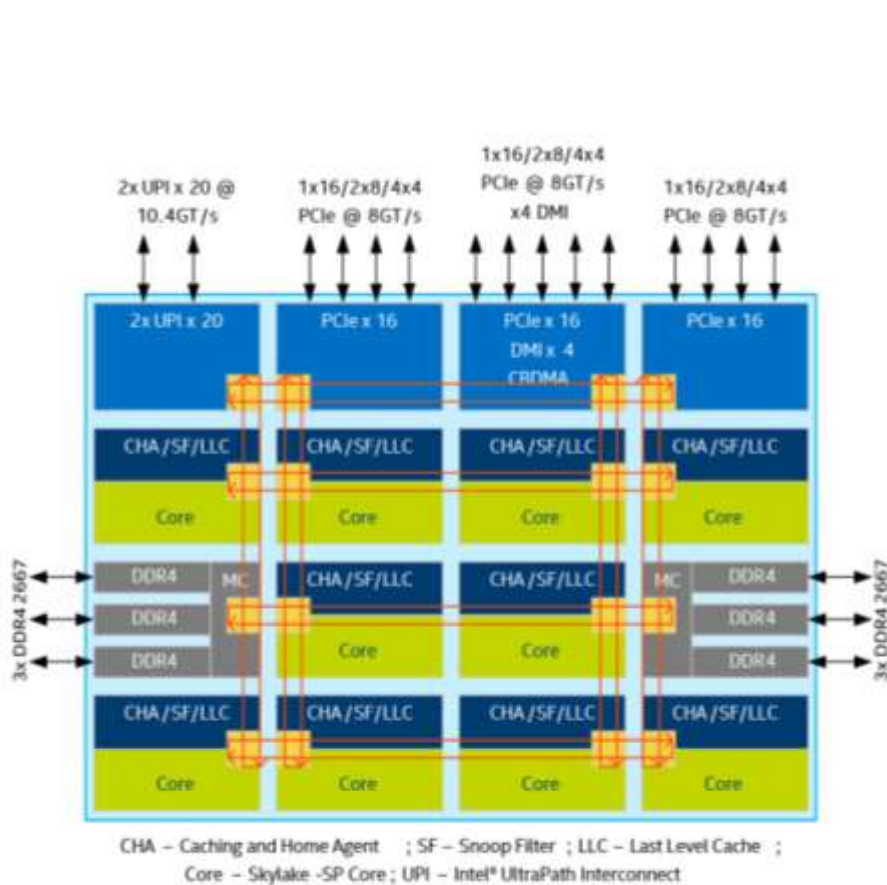 1x16/2x8/4x4
PCIe @ 8GT/s
x4 DMI
2x UPI x 20 @
10.4GT/s
1x16/2x8/4x4
PCIe @ 8GT/s
1x16/2x8/4x4
PCIe @ 8GT/s
2x UPI x 20
PCIe x 16
PCIe x 16
DMI x 4
CBDMA
PCIe x 16
CHA/SF/LLC
CHA/SF/LLC
CHA/SF/LLC
CHA/SF/LLC
Core
Core
Core
Core
3x DDR4 2667
DDR4
DDR4
DDR4
MC
CHA/SF/LLC
Core
CHA/SF/LLC
Core
MC
DDR4
DDR4
DDR4
3x DDR4 2667
CHA/SF/LLC
CHA/SF/LLC
CHA/SF/LLC
CHA/SF/LLC
Core
Core
Core
Core
CHA – Caching and Home Agent ; SF – Snoop Filter ; LLC – Last Level Cache ;
Core – Skylake -SP Core ; UPI – Intel® UltraPath Interconnect